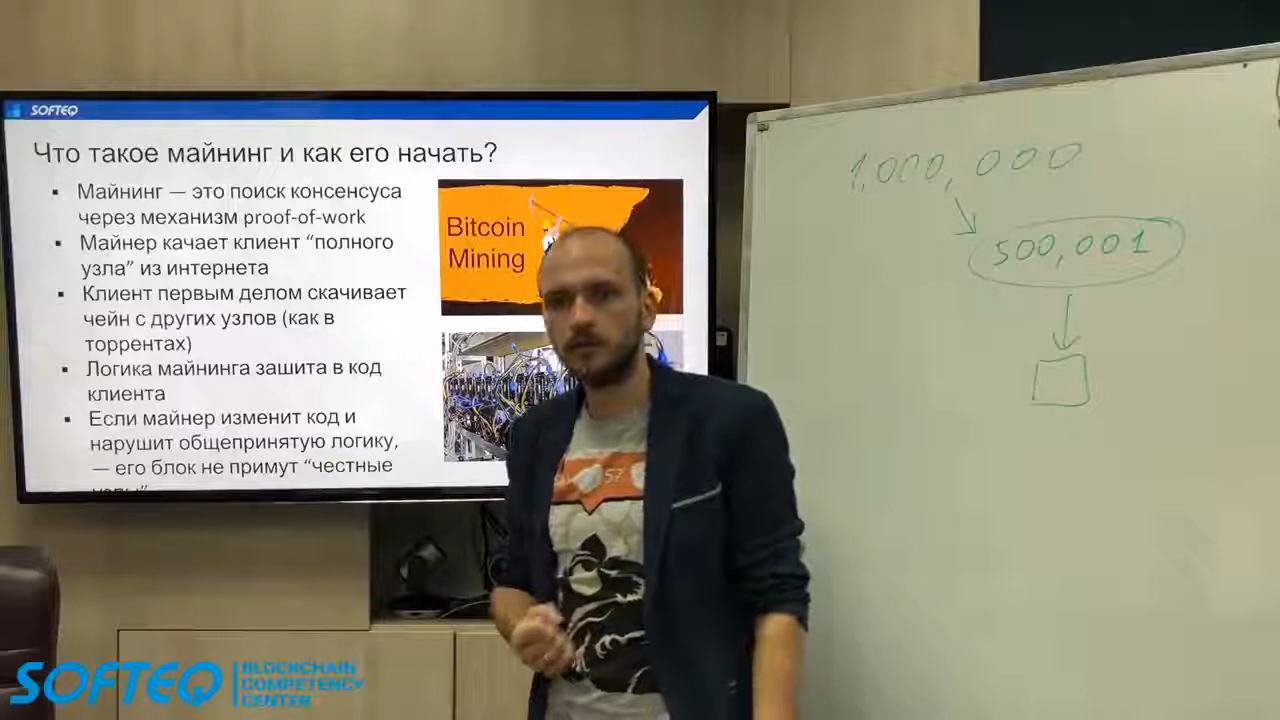 SOFTEQ
Что такое майнинг и как его начать?
▪ Майнинг — это поиск консенсуса
через механизм proof-of-work
▪ Майнер качает клиент “полного
узла” из интернета
▪ Клиент первым делом скачивает
чейн с других узлов (как в
торрентах)
▪ Логика майнинга зашита в код
клиента
▪ Если майнер изменит код и
нарушит общепринятую логику,
— его блок не примут “честные
Bitcoin
Mining
1,000,000
500,001
57
SOFTEQ
BLOCKCHAIN
COMPETENCY
CENTER